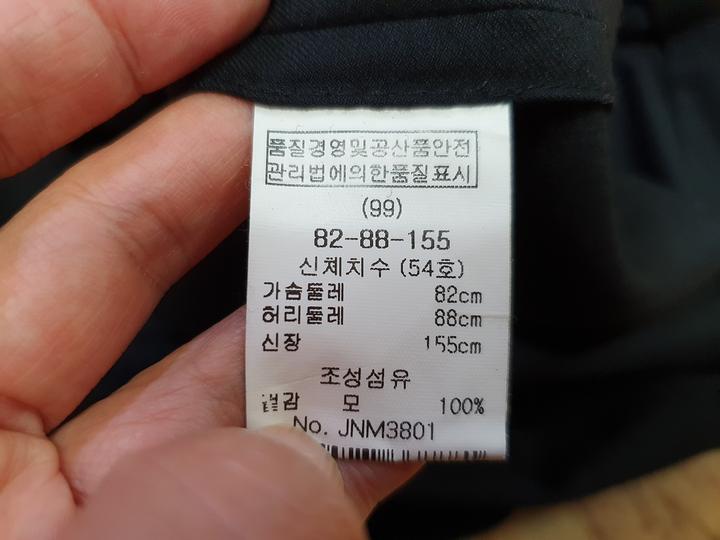 품질경영및공산품안전
관리법에의한품질표시
(99)
82-88-155
신체치수 (54호)
가슴둘레 82cm
허리둘레 88cm
신장 155cm
조성섬유
겉감 모 100%
No. JNM3801